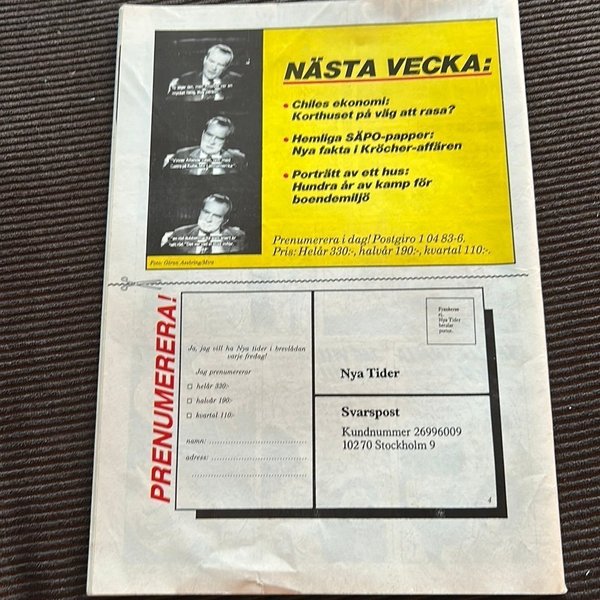 NÄSTA VECKA:
• Chiles ekonomi:
Korthuset på väg att rasa?
• Hemliga SÄPO-papper:
Nya fakta i Kröcher-affären
• Porträtt av ett hus:
Hundra år av kamp för
boendemiljö
Prenumerera i dag! Postgiro 1 04 83-6.
Pris: Helår 330:-, halvår 190:-, kvartal 110:-.
Foto: Göran
PRENUMERERA!
Ja, jag vill ha Nya tider i brevlådan
varje fredag!
Jag prenumererar
helår 330:-
halvår 190:-
kvartal 110:-
namn:
adress:
Frankeras
ej.
Nya Tider
betalar
portot.
Nya Tider
Svarspost
Kundnummer 26996009
10270 Stockholm 9
4